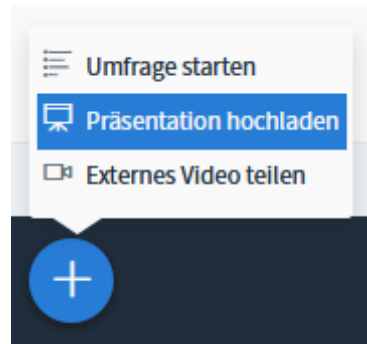 Umfrage starten
Präsentation hochladen
Externes Video teilen